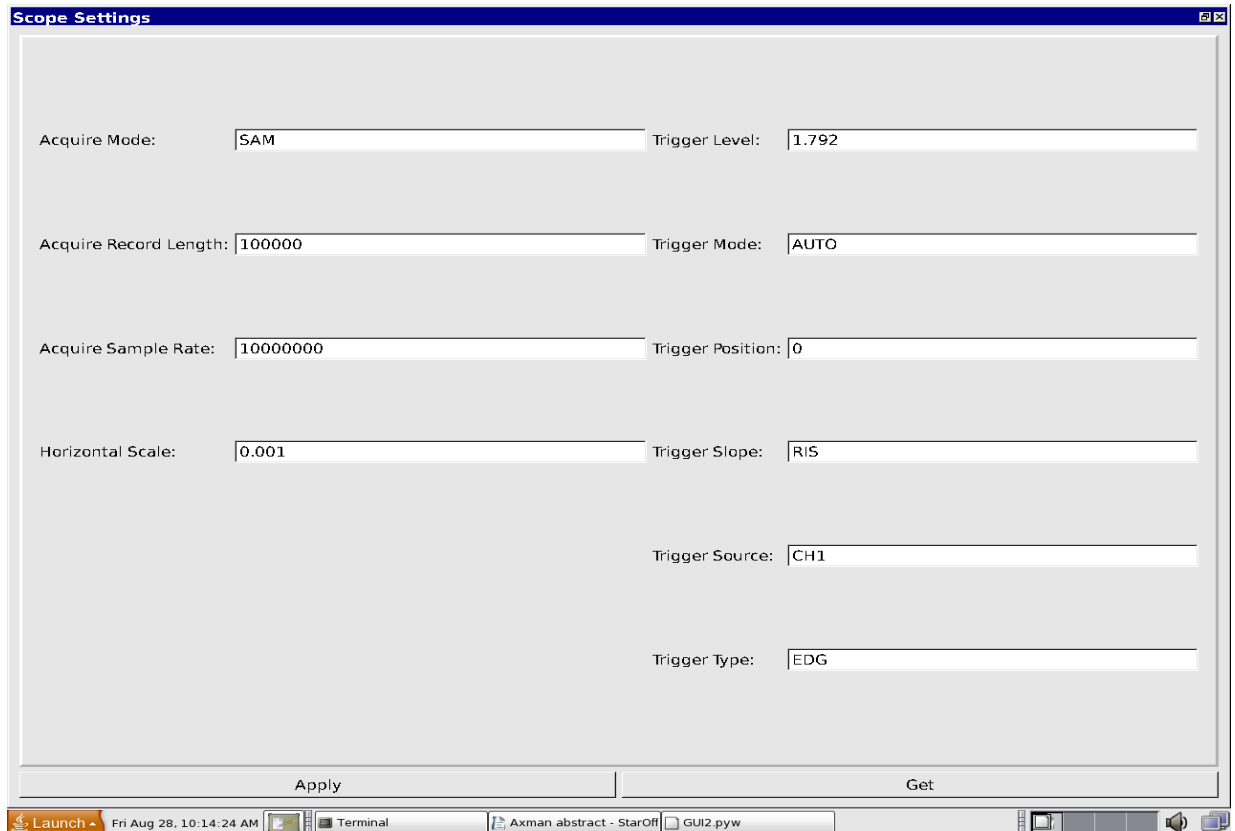 Scope Settings
Acquire Mode: SAM Trigger Level: 1.792
Acquire Record Length: 100000 Trigger Mode: AUTO
Acquire Sample Rate: 10000000 Trigger Position: 0
Horizontal Scale: 0.001 Trigger Slope: RIS
Trigger Source: CH1
Trigger Type: EDG
Apply Get
Launch Fri Aug 28, 10:14:24 AM Terminal Axman abstract - StarOff GUI2.pyw